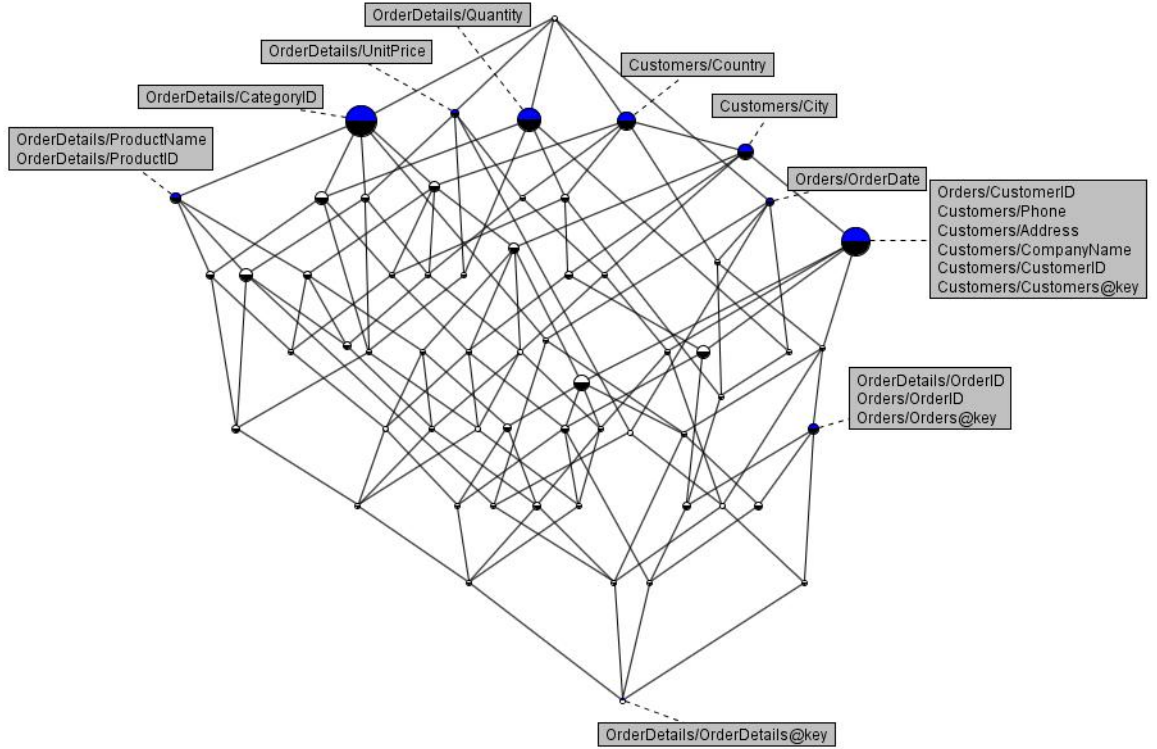 OrderDetails/Quantity
OrderDetails/UnitPrice
Customers/Country
OrderDetails/CategoryID
Customers/City
OrderDetails/ProductName
OrderDetails/ProductID
Orders/OrderDate
Orders/CustomerID
Customers/Phone
Customers/Address
Customers/CompanyName
Customers/CustomerID
Customers/Customers@key
OrderDetails/OrderID
Orders/OrderID
Orders/Orders@key
OrderDetails/OrderDetails@key